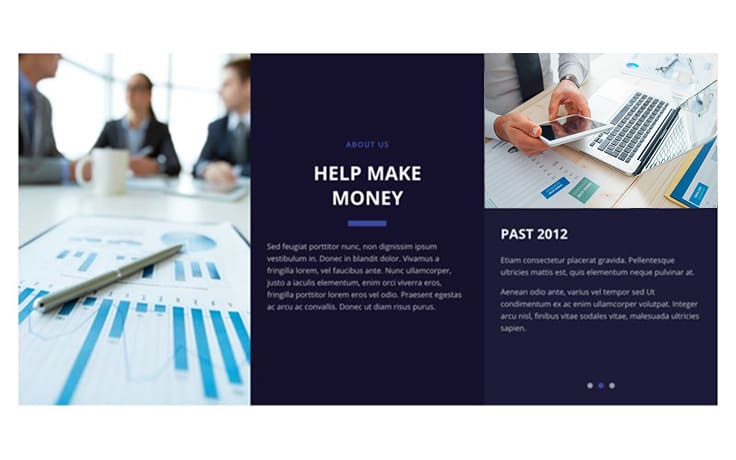 ABOUT US
HELP MAKE
MONEY
Sed feugiat porttitor nunc, non dignissim ipsum
vestibulum in. Donec in blandit dolor. Vivamus a
fringilla lorem, vel faucibus ante. Nunc ullamcorper,
justo a iaculis elementum, enim orci viverra eros,
fringilla porttitor lorem eros vel odio. Praesent egestas
ac arcu ac convallis. Donec ut diam risus purus.
PAST 2012
Etiam consectetur placerat gravida. Pellentesque
ultricies mattis est, quis elementum neque pulvinar at.
Aenean odio ante, varius vel tempor sed Ut
condimentum ex ac enim ullamcorper volutpat. Integer
arcu nisl, finibus vitae sodales vitae, malesuada ultricies
sapien.